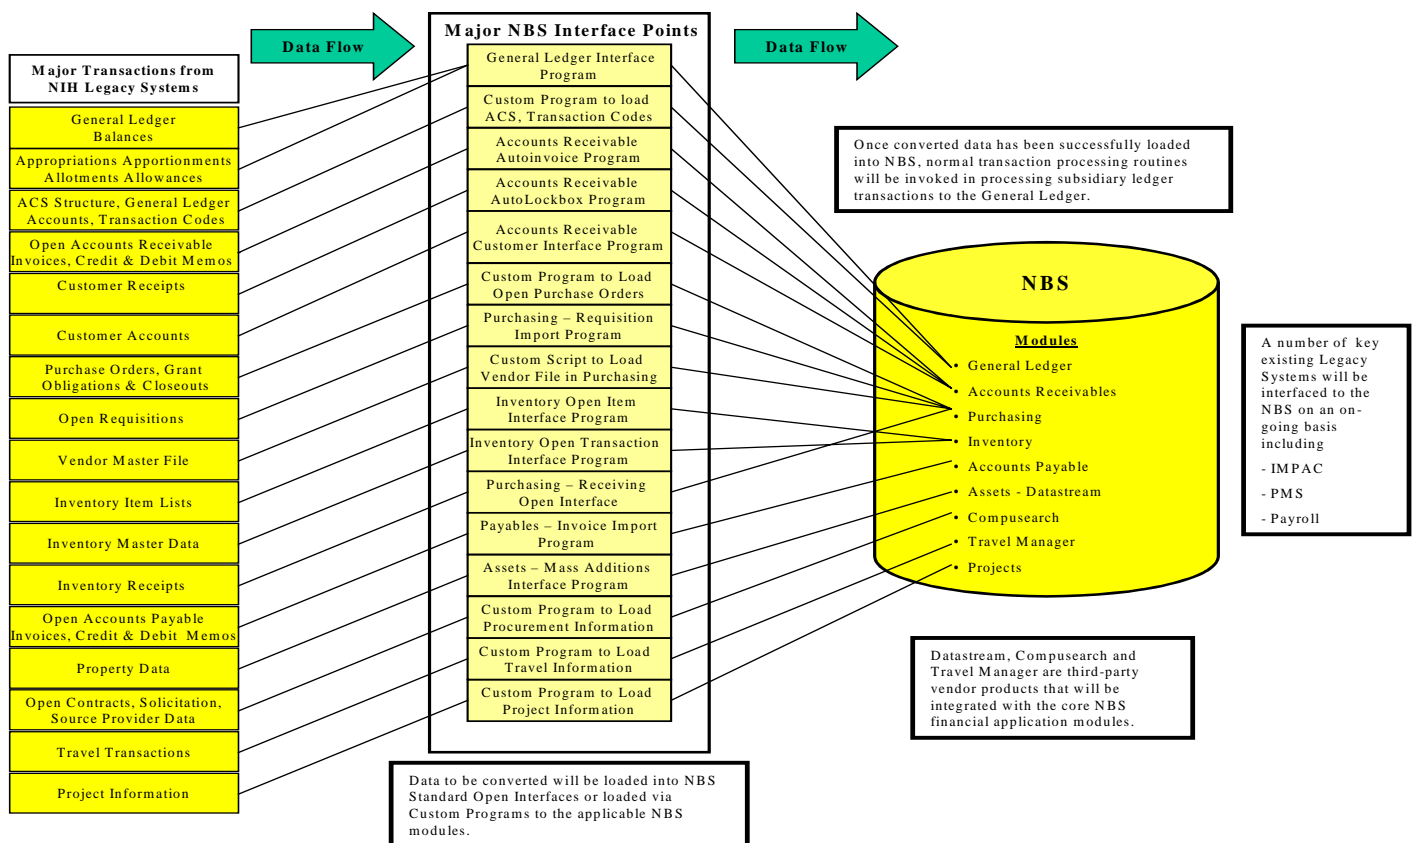 Data Flow
Major Transactions from
NIH Legacy Systems
General Ledger
Balances
Appropriations Apportionments
Allotments Allowances
ACS Structure, General Ledger
Accounts, Transaction Codes
Open Accounts Receivable
Invoices, Credit & Debit Memos
Customer Receipts
Customer Accounts
Purchase Orders, Grant
Obligations & Closeouts
Open Requisitions
Vendor Master File
Inventory Item Lists
Inventory Master Data
Inventory Receipts
Open Accounts Payable
Invoices, Credit & Debit Memos
Property Data
Open Contracts, Solicitation,
Source Provider Data
Travel Transactions
Project Information
Major NBS Interface Points
General Ledger Interface
Program
Custom Program to load
ACS, Transaction Codes
Accounts Receivable
Autoinvoice Program
Accounts Receivable
AutoLockbox Program
Accounts Receivable
Customer Interface Program
Custom Program to Load
Open Purchase Orders
Purchasing – Requisition
Import Program
Custom Script to Load
Vendor File in Purchasing
Inventory Open Item
Interface Program
Inventory Open Transaction
Interface Program
Purchasing – Receiving
Open Interface
Payables – Invoice Import
Program
Assets – Mass Additions
Interface Program
Custom Program to Load
Procurement Information
Custom Program to Load
Travel Information
Custom Program to Load
Project Information
Data to be converted will be loaded into NBS
Standard Open Interfaces or loaded via
Custom Programs to the applicable NBS
modules.
Data Flow
Once converted data has been successfully loaded
into NBS, normal transaction processing routines
will be invoked in processing subsidiary ledger
transactions to the General Ledger.
NBS
Modules
• General Ledger
• Accounts Receivables
• Purchasing
• Inventory
• Accounts Payable
• Assets - Datastream
• Compusearch
• Travel Manager
• Projects
A number of key
existing Legacy
Systems will be
interfaced to the
NBS on an on-
going basis
including
- IMPAC
- PMS
- Payroll
Datastream, Compusearch and
Travel Manager are third-party
vendor products that will be
integrated with the core NBS
financial application modules.